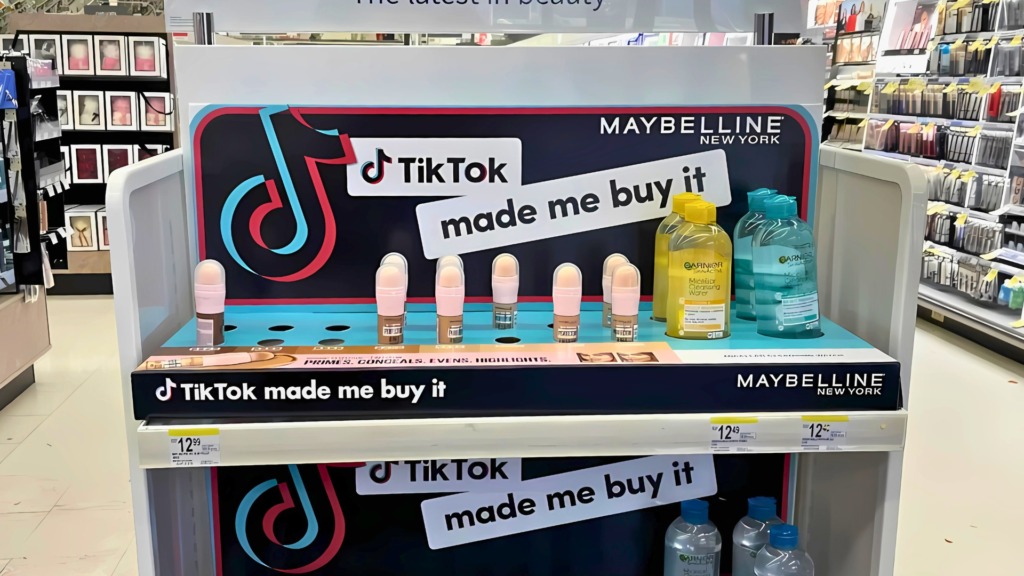 The latest in beauty
MAYBELLINE
NEW YORK
TikTok
made me buy it
GARNIER
Micellar
Cleansing
Water
GARNIER
PRIMES. CONCEALS. EVENS. HIGHLIGHTS.
TikTok made me buy it
MAYBELLINE
NEW YORK
12.99
12.49
12
TikTok
made me buy it
GARNIER